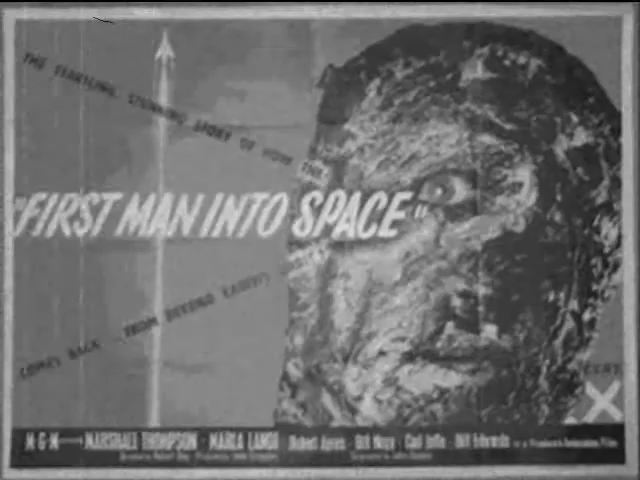 THE STARTLING, STUNNING STORY OF HOW THE
"FIRST MAN INTO SPACE"
COMES BACK ... FROM BEYOND EARTH!
CERT.
X
M-G-M MARSHALL THOMPSON · MARLA LANDI Robert Ayres · Bill Nagy · Carl Jaffe · Bill Edwards